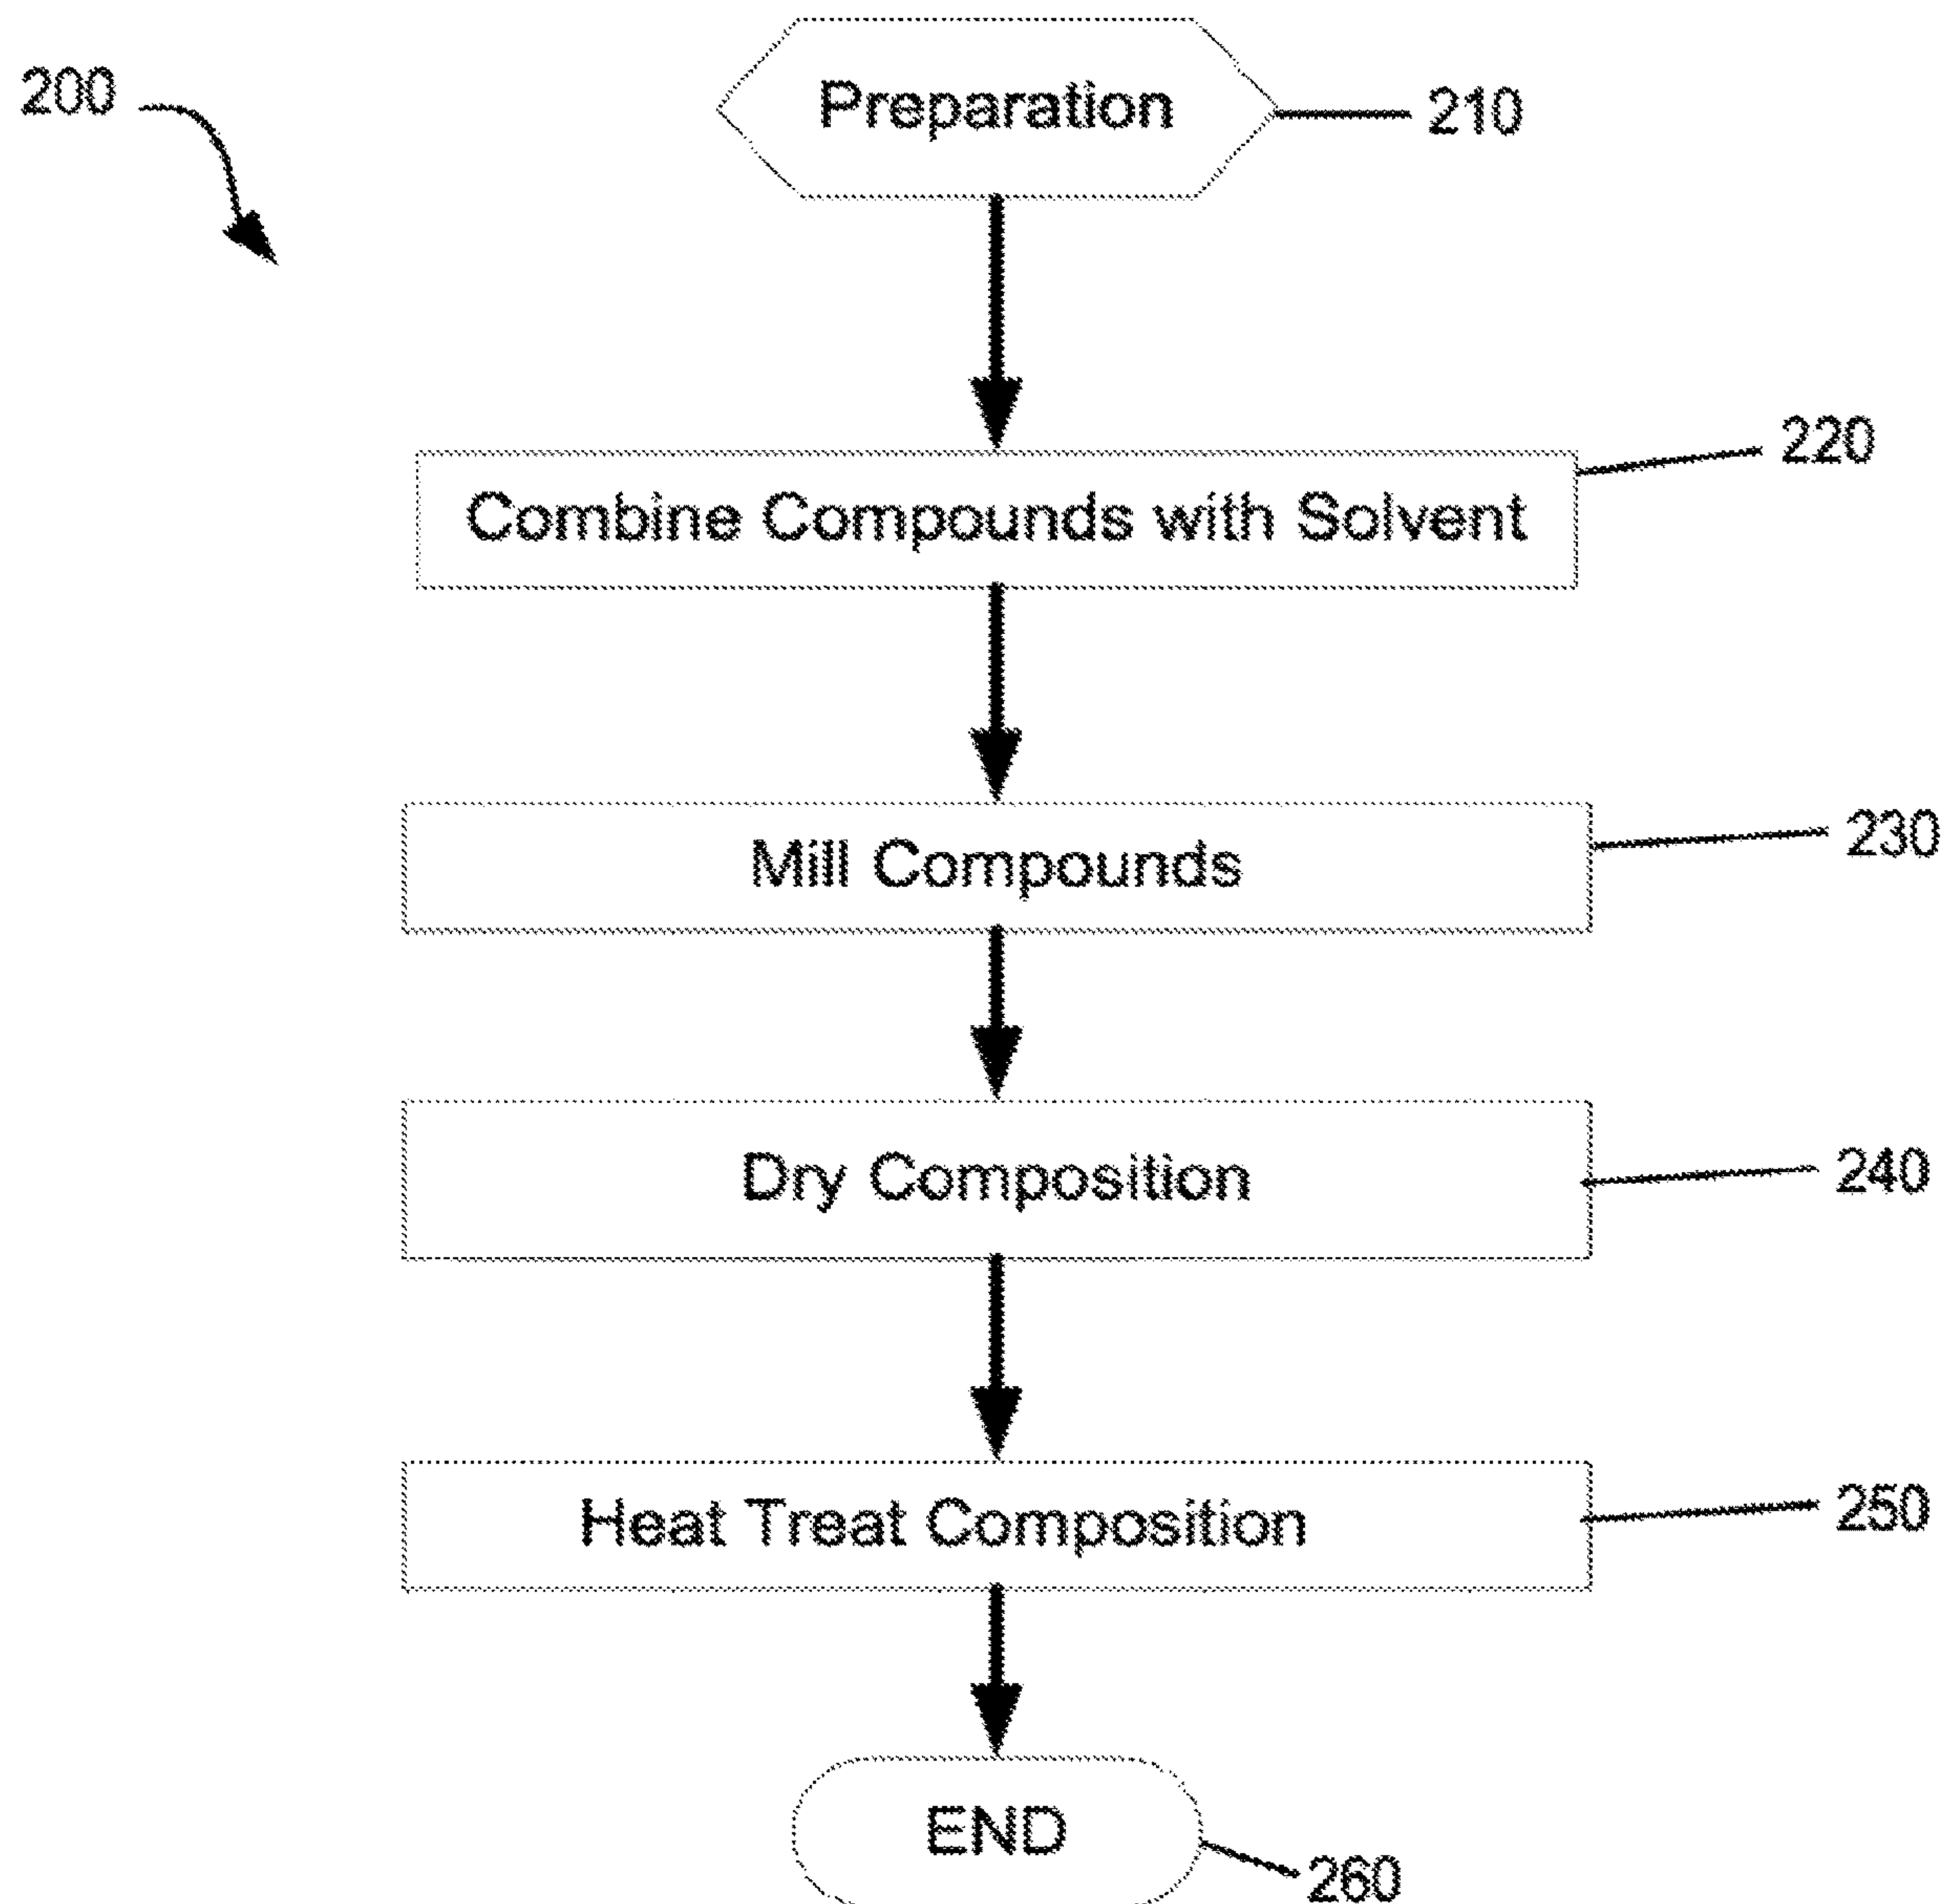 200
Preparation
210
Combine Compounds with Solvent
220
Mill Compounds
230
Dry Composition
240
Heat Treat Composition
250
END
260